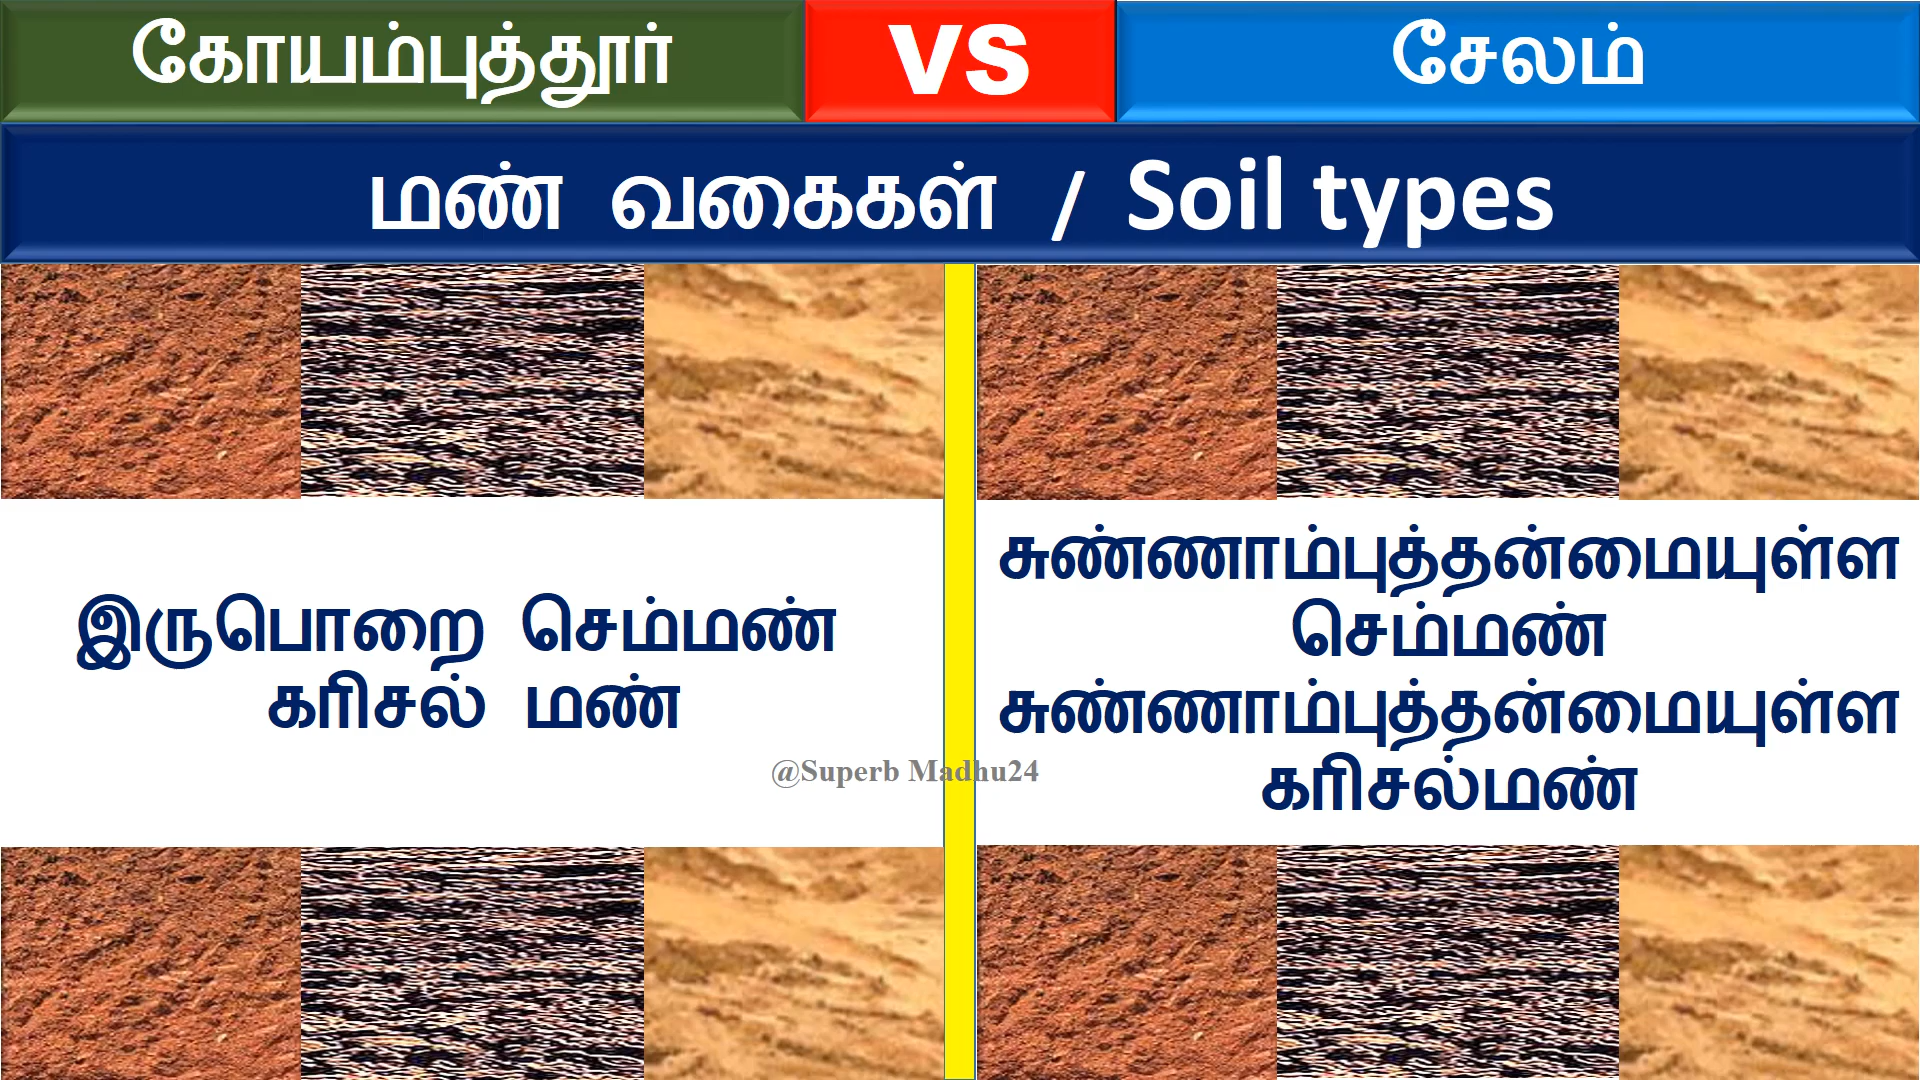 கோயம்புத்தூர்
VS
சேலம்
மண் வகைகள் / Soil types
இருபொறை செம்மண்
கரிசல் மண்
சுண்ணாம்புத்தன்மையுள்ள
செம்மண்
சுண்ணாம்புத்தன்மையுள்ள
கரிசல்மண்
@Superb Madhu24